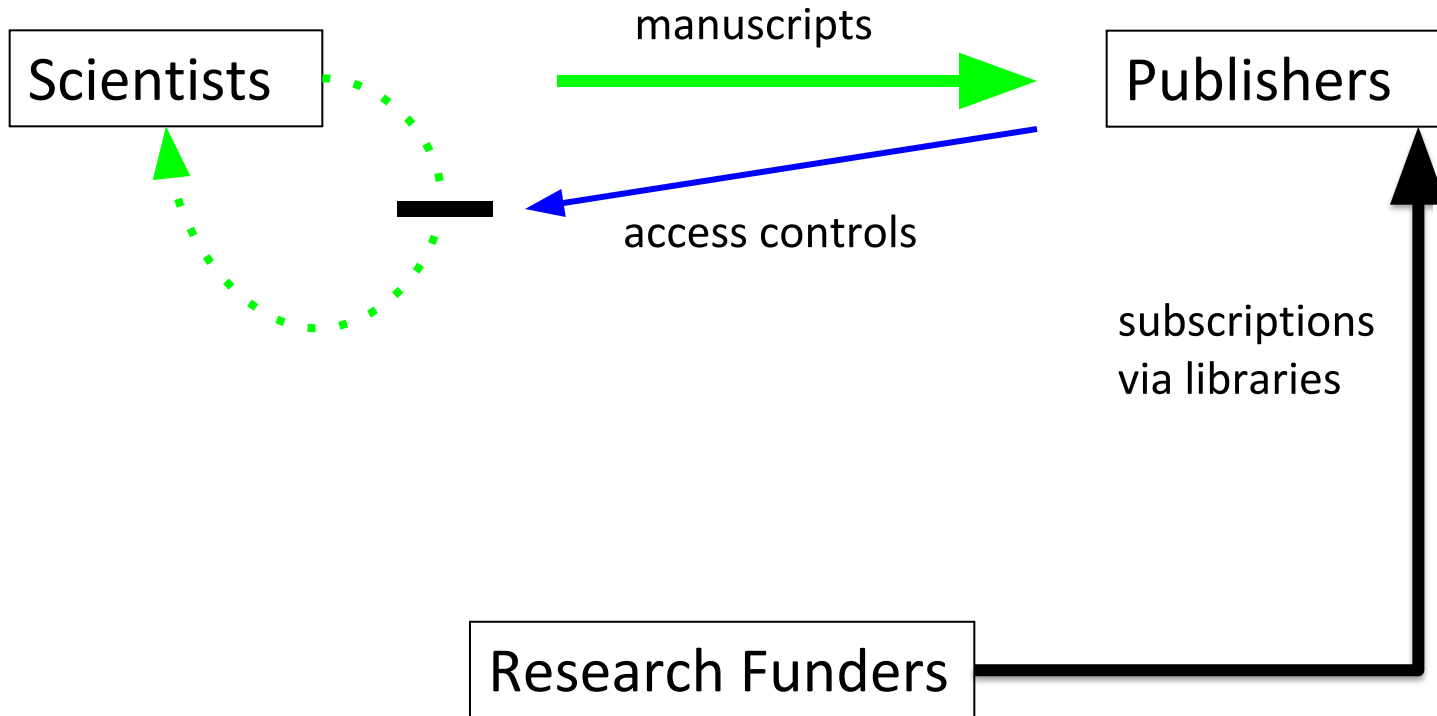 manuscripts
Scientists
Publishers
access controls
subscriptions
via libraries
Research Funders